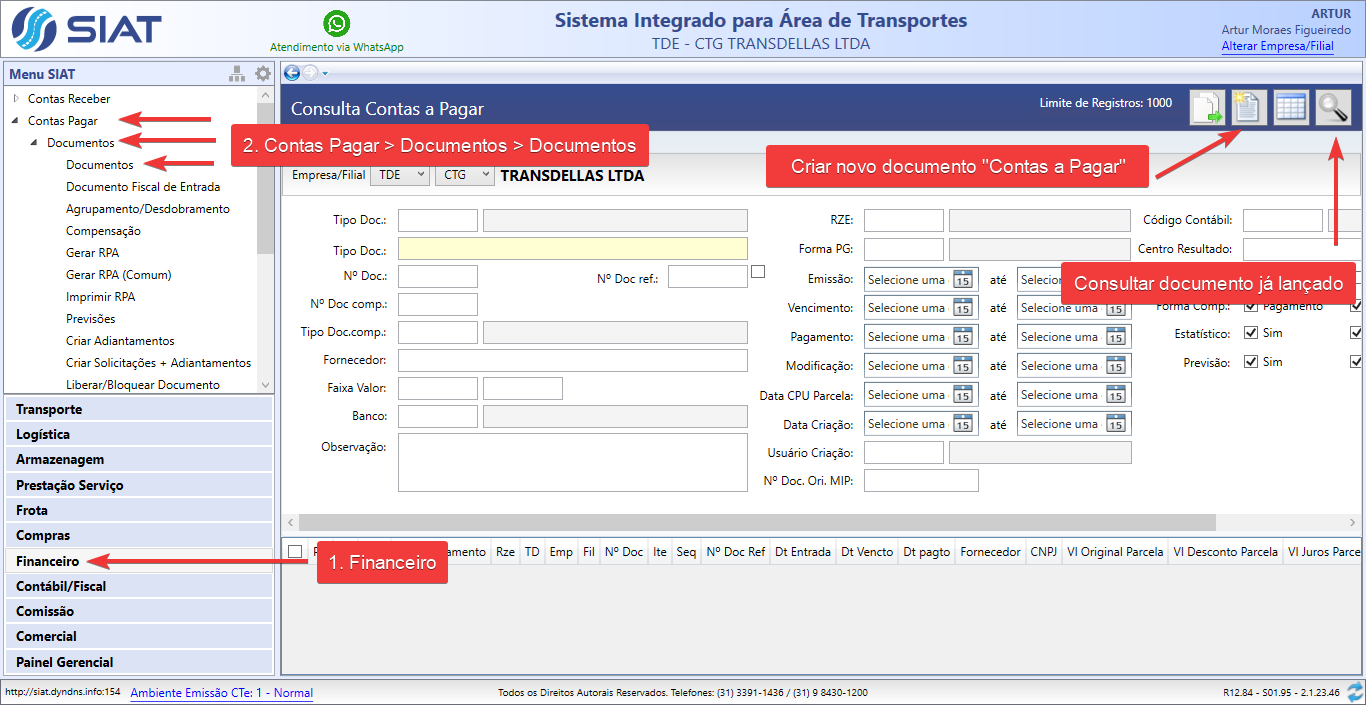 SIAT
Atendimento via WhatsApp
Sistema Integrado para Área de Transportes
TDE - CTG TRANSDELLAS LTDA
ARTUR
Artur Moraes Figueiredo
Alterar Empresa/Filial
Menu SIAT
Contas Receber
Contas Pagar
Documentos
Documentos
Documento Fiscal de Entrada
Agrupamento/Desdobramento
Compensação
Gerar RPA
Gerar RPA (Comum)
Imprimir RPA
Previsões
Criar Adiantamentos
Criar Solicitações + Adiantamentos
Liberar/Bloquear Documento
Transporte
Logística
Armazenagem
Prestação Serviço
Frota
Compras
Financeiro
Contábil/Fiscal
Comissão
Comercial
Painel Gerencial
1. Financeiro
2. Contas Pagar > Documentos > Documentos
Consulta Contas a Pagar
Limite de Registros: 1000
Criar novo documento "Contas a Pagar"
Consultar documento já lançado
Empresa/Filial TDE CTG TRANSDELLAS LTDA
Tipo Doc.:
Tipo Doc.:
Nº Doc.: Nº Doc ref.:
Nº Doc comp.:
Tipo Doc.comp.:
Fornecedor:
Faixa Valor:
Banco:
Observação:
RZE:
Forma PG:
Emissão: Selecione uma 15 até Selec
Vencimento: Selecione uma 15 até Selecione uma 15
Pagamento: Selecione uma 15 até Selecione uma 15
Modificação: Selecione uma 15 até Selecione uma 15
Data CPU Parcela: Selecione uma 15 até Selecione uma 15
Data Criação: Selecione uma 15 até Selecione uma 15
Usuário Criação:
Nº Doc. Ori. MIP:
Código Contábil:
Centro Resultado:
Forma Comp.: Pagamento
Estatístico: Sim
Previsão: Sim
amento Rze TD Emp Fil Nº Doc Ite Seq Nº Doc Ref Dt Entrada Dt Vencto Dt pagto Fornecedor CNPJ Vl Original Parcela Vl Desconto Parcela Vl Juros Parce
http://siat.dyndns.info:154 Ambiente Emissão CTe: 1 - Normal
Todos os Direitos Autorais Reservados. Telefones: (31) 3391-1436 / (31) 9 8430-1200
R12.84 - S01.95 - 2.1.23.46